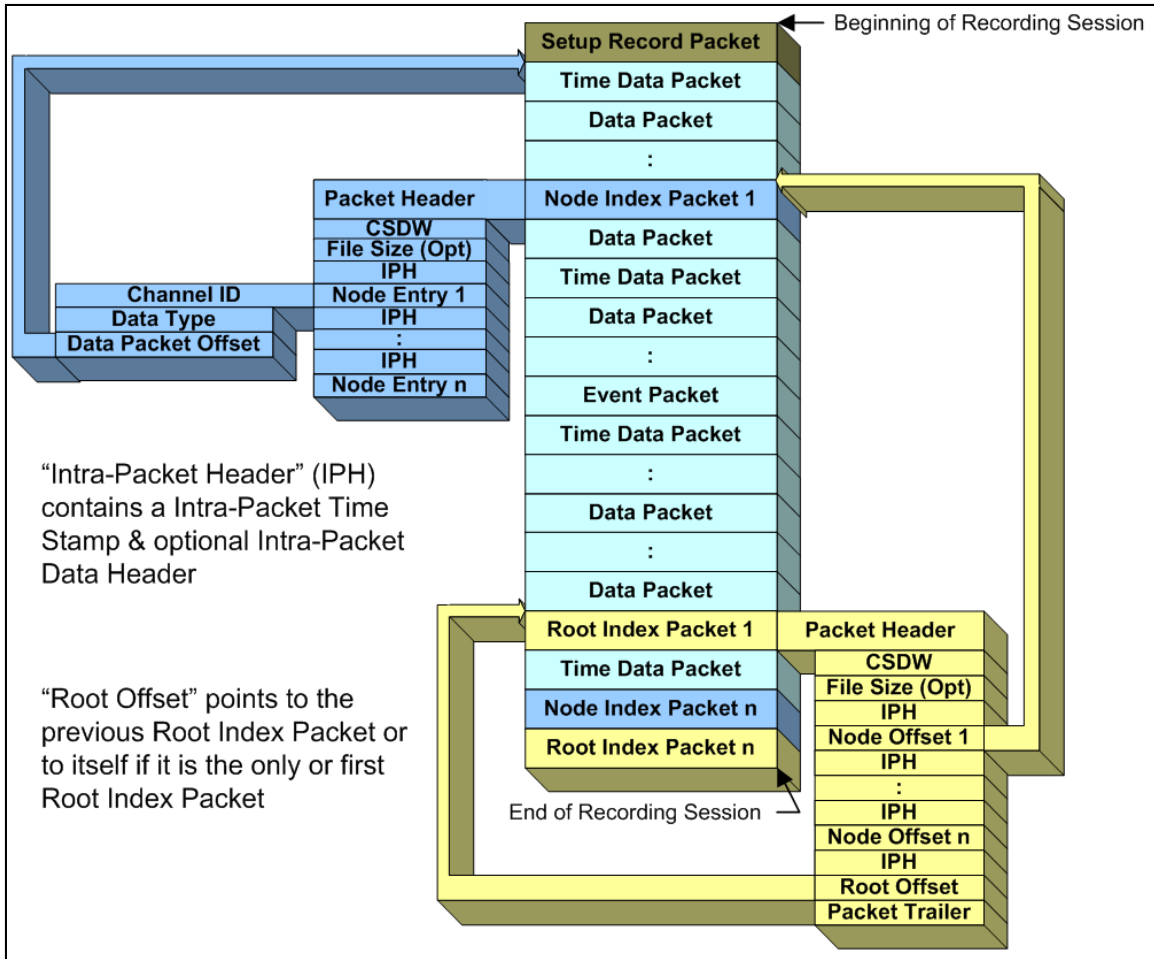 Beginning of Recording Session
Setup Record Packet
Time Data Packet
Data Packet
:
Node Index Packet 1
Data Packet
Time Data Packet
Data Packet
:
Event Packet
Time Data Packet
:
Data Packet
:
Data Packet
Root Index Packet 1
Time Data Packet
Node Index Packet n
Root Index Packet n
End of Recording Session
Packet Header
CSDW
File Size (Opt)
IPH
Node Entry 1
IPH
:
IPH
Node Entry n
Channel ID
Data Type
Data Packet Offset
“Intra-Packet Header” (IPH)
contains a Intra-Packet Time
Stamp & optional Intra-Packet
Data Header
“Root Offset” points to the
previous Root Index Packet or
to itself if it is the only or first
Root Index Packet
Packet Header
CSDW
File Size (Opt)
IPH
Node Offset 1
IPH
:
IPH
Node Offset n
IPH
Root Offset
Packet Trailer